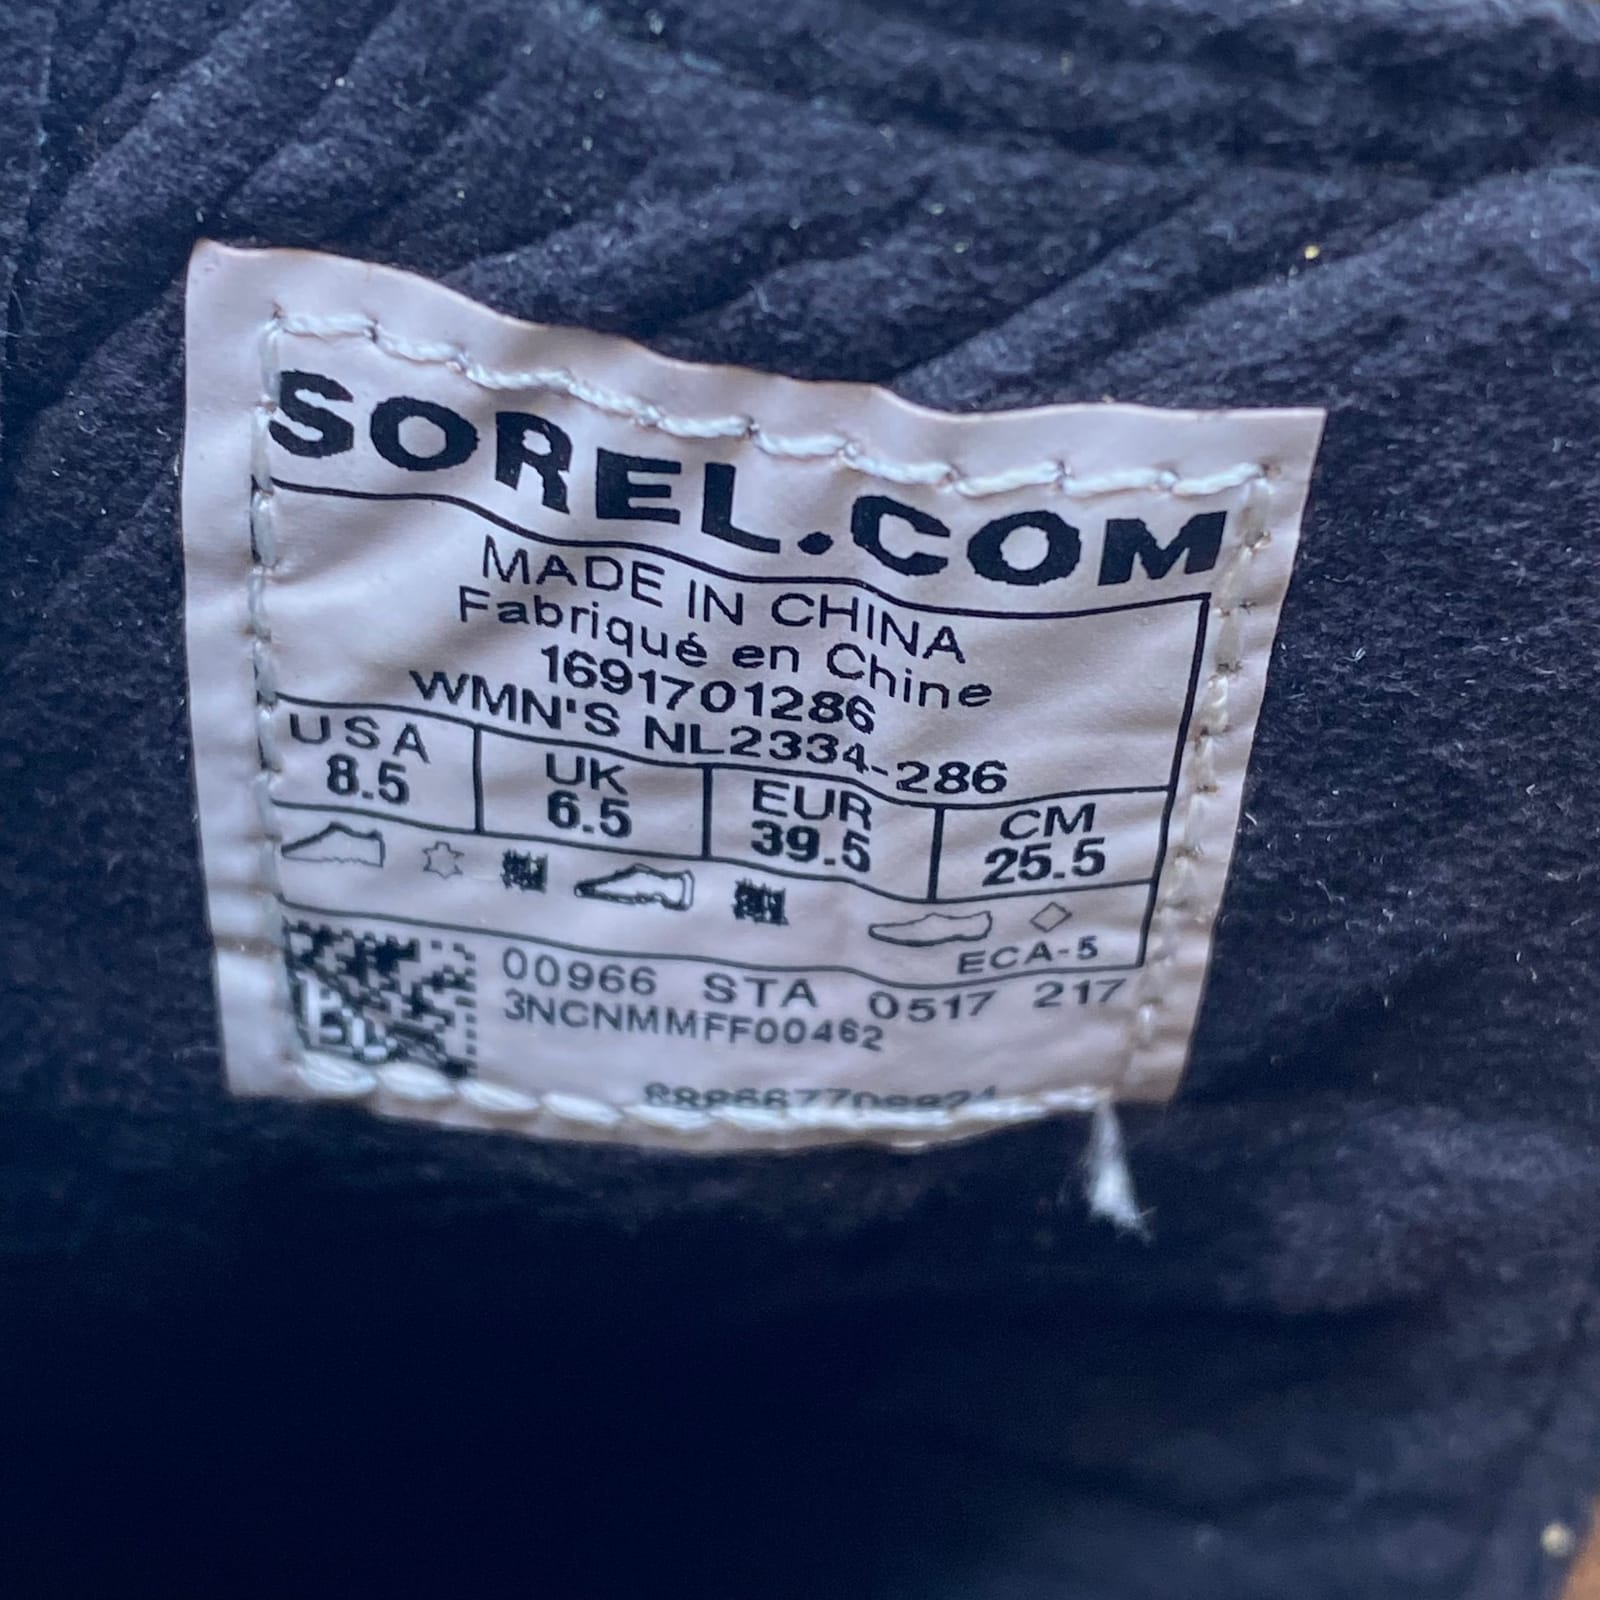 SOREL.COM
MADE IN CHINA
Fabriqué en Chine
1691701286
WMN'S NL2334-286
USA UK EUR CM
8.5 6.5 39.5 25.5
ECA-5
00966 STA 0517 217
3NCNMMFF00462